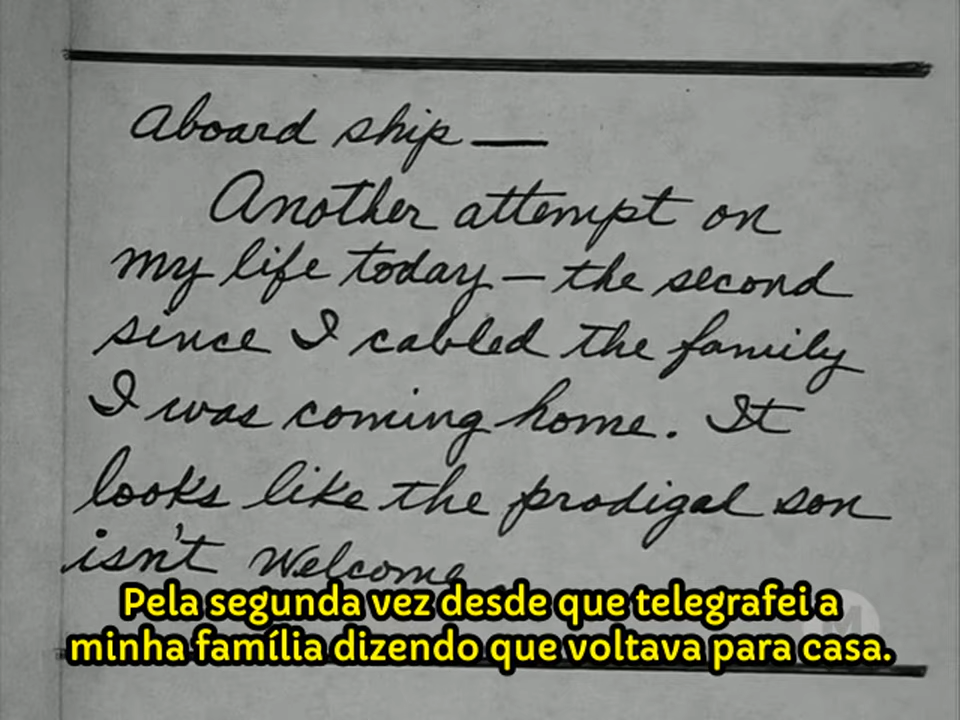 Aboard ship —
Another attempt on
my life today — the second
since I cabled the family
I was coming home. It
looks like the prodigal son
isn't welcome
Pela segunda vez desde que telegrafei a
minha família dizendo que voltava para casa.